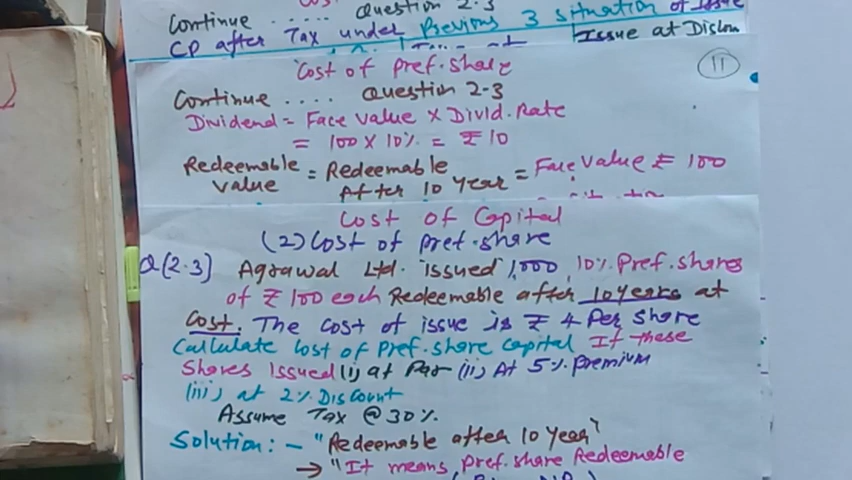 Continue ..... Question 2.3
CP after Tax under Previous 3 situation of Issue
Issue at Discoun
Cost of Pref. share
11
Continue .... Question 2-3
Dividend = Face Value X Divid. Rate
= 100 X 10% = ₹ 10
Redeemable Value = Redeemable After 10 year = Face Value = ₹ 100
Cost of Capital
(2) Cost of Pref. share
Q(2.3) Agrawal Ltd. issued 1,000, 10% Pref. shares
of ₹ 100 each Redeemable after 10 years at
Cost. The Cost of issue is ₹ 4 Per share
Calculate Cost of Pref. share Capital If these
Shares Issued (i) at Par (ii) At 5% Premium
(iii) at 2% Discount
Assume Tax @ 30%.
Solution: - "Redeemable after 10 Year"
→ "It means Pref. share Redeemable